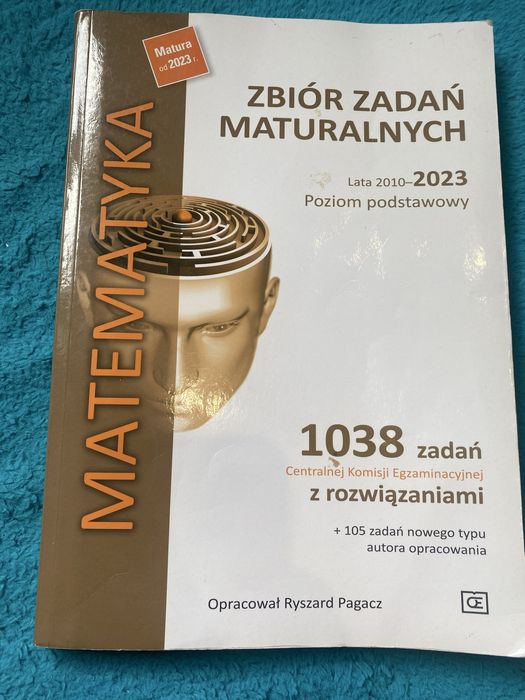 Matura
od 2023 r.
ZBIÓR ZADAŃ
MATURALNYCH
Lata 2010–2023
Poziom podstawowy
MATEMATYKA
1038 zadań
Centralnej Komisji Egzaminacyjnej
z rozwiązaniami
+ 105 zadań nowego typu
autora opracowania
Opracował Ryszard Pagacz
OE